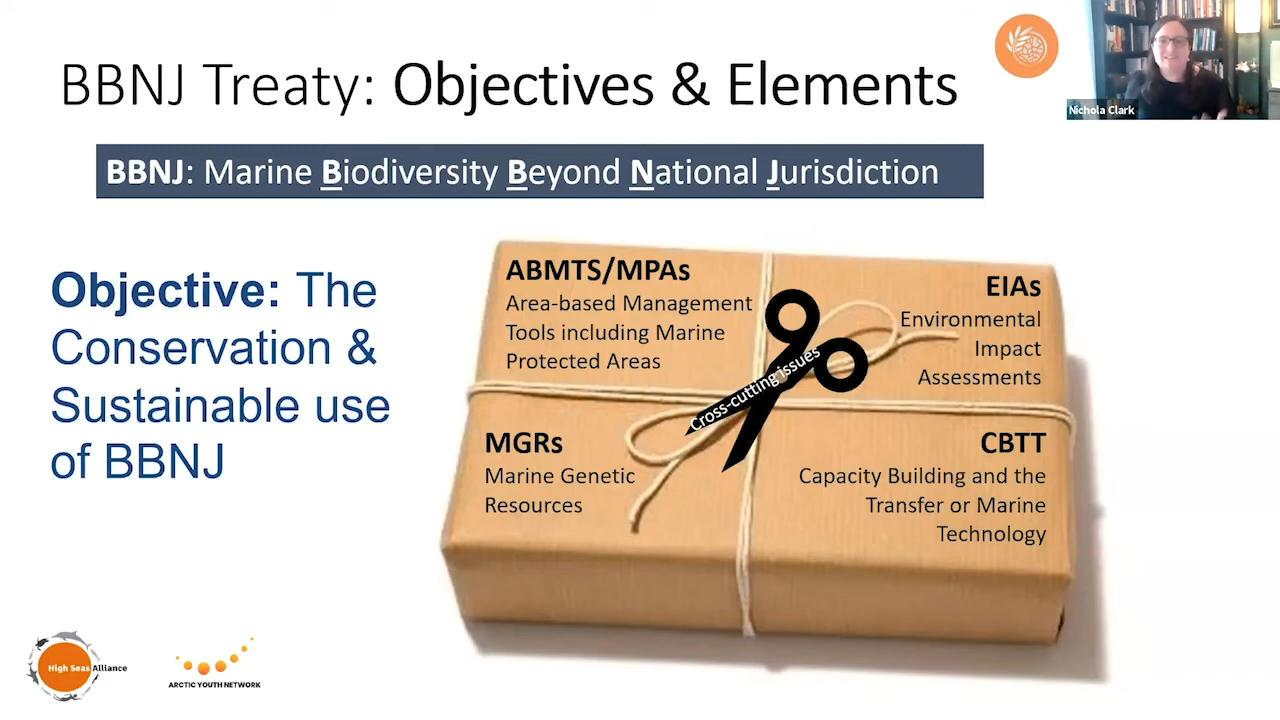 BBNJ Treaty: Objectives & Elements
Nichola Clark
BBNJ: Marine Biodiversity Beyond National Jurisdiction
Objective: The
Conservation &
Sustainable use
of BBNJ
ABMTS/MPAs
Area-based Management
Tools including Marine
Protected Areas
EIAs
Environmental
Impact
Assessments
Cross-cutting issues
MGRs
Marine Genetic
Resources
CBTT
Capacity Building and the
Transfer or Marine
Technology
High Seas Alliance
ARCTIC YOUTH NETWORK